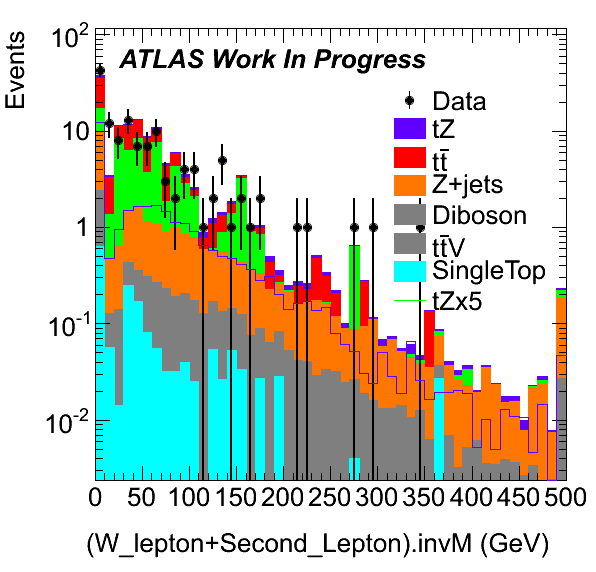 Events
10²
10
1
10⁻¹
10⁻²
ATLAS Work In Progress
Data
tZ
tt̄
Z+jets
Diboson
tt̄V
SingleTop
tZx5
0 50 100 150 200 250 300 350 400 450 500
(W_lepton+Second_Lepton).invM (GeV)